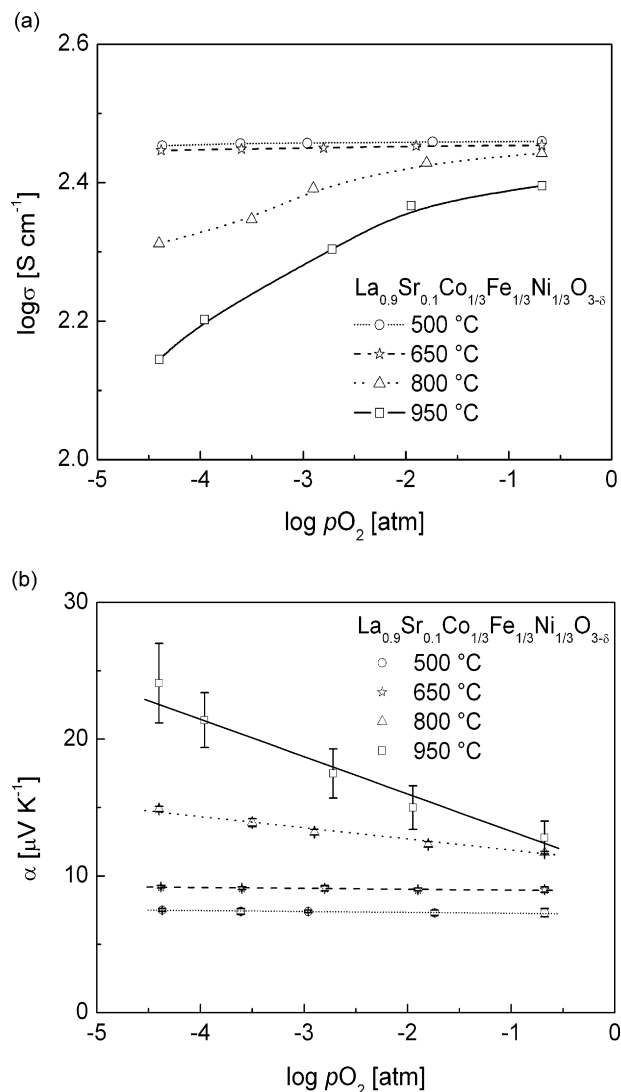 (a)
2.6
2.4
2.2
2.0
logσ [S cm⁻¹]
La₀.₉Sr₀.₁Co₁/₃Fe₁/₃Ni₁/₃O₃₋δ
500 °C
650 °C
800 °C
950 °C
-5 -4 -3 -2 -1 0
log pO₂ [atm]
(b)
30
20
10
0
α [µV K⁻¹]
La₀.₉Sr₀.₁Co₁/₃Fe₁/₃Ni₁/₃O₃₋δ
500 °C
650 °C
800 °C
950 °C
-5 -4 -3 -2 -1 0
log pO₂ [atm]